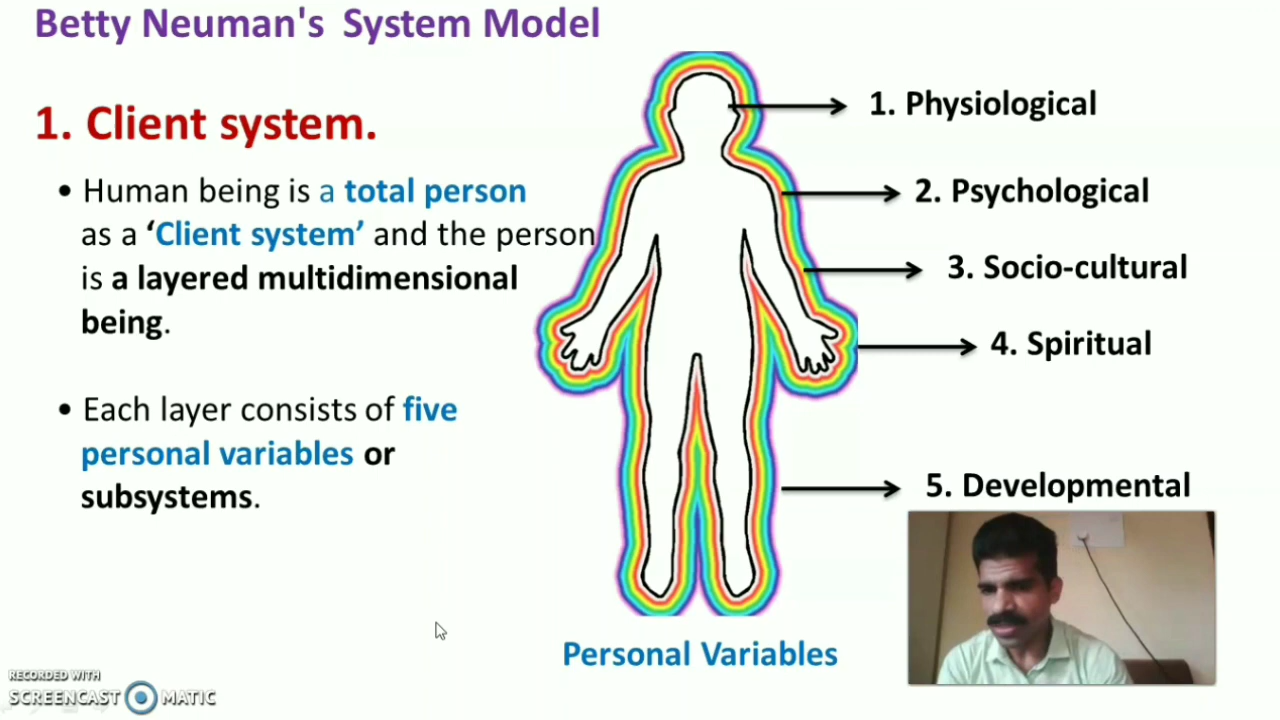 Betty Neuman's System Model
1. Client system.
• Human being is a total person
as a ‘Client system’ and the person
is a layered multidimensional
being.
• Each layer consists of five
personal variables or
subsystems.
1. Physiological
2. Psychological
3. Socio-cultural
4. Spiritual
5. Developmental
Personal Variables
RECORDED WITH
SCREENCAST MATIC